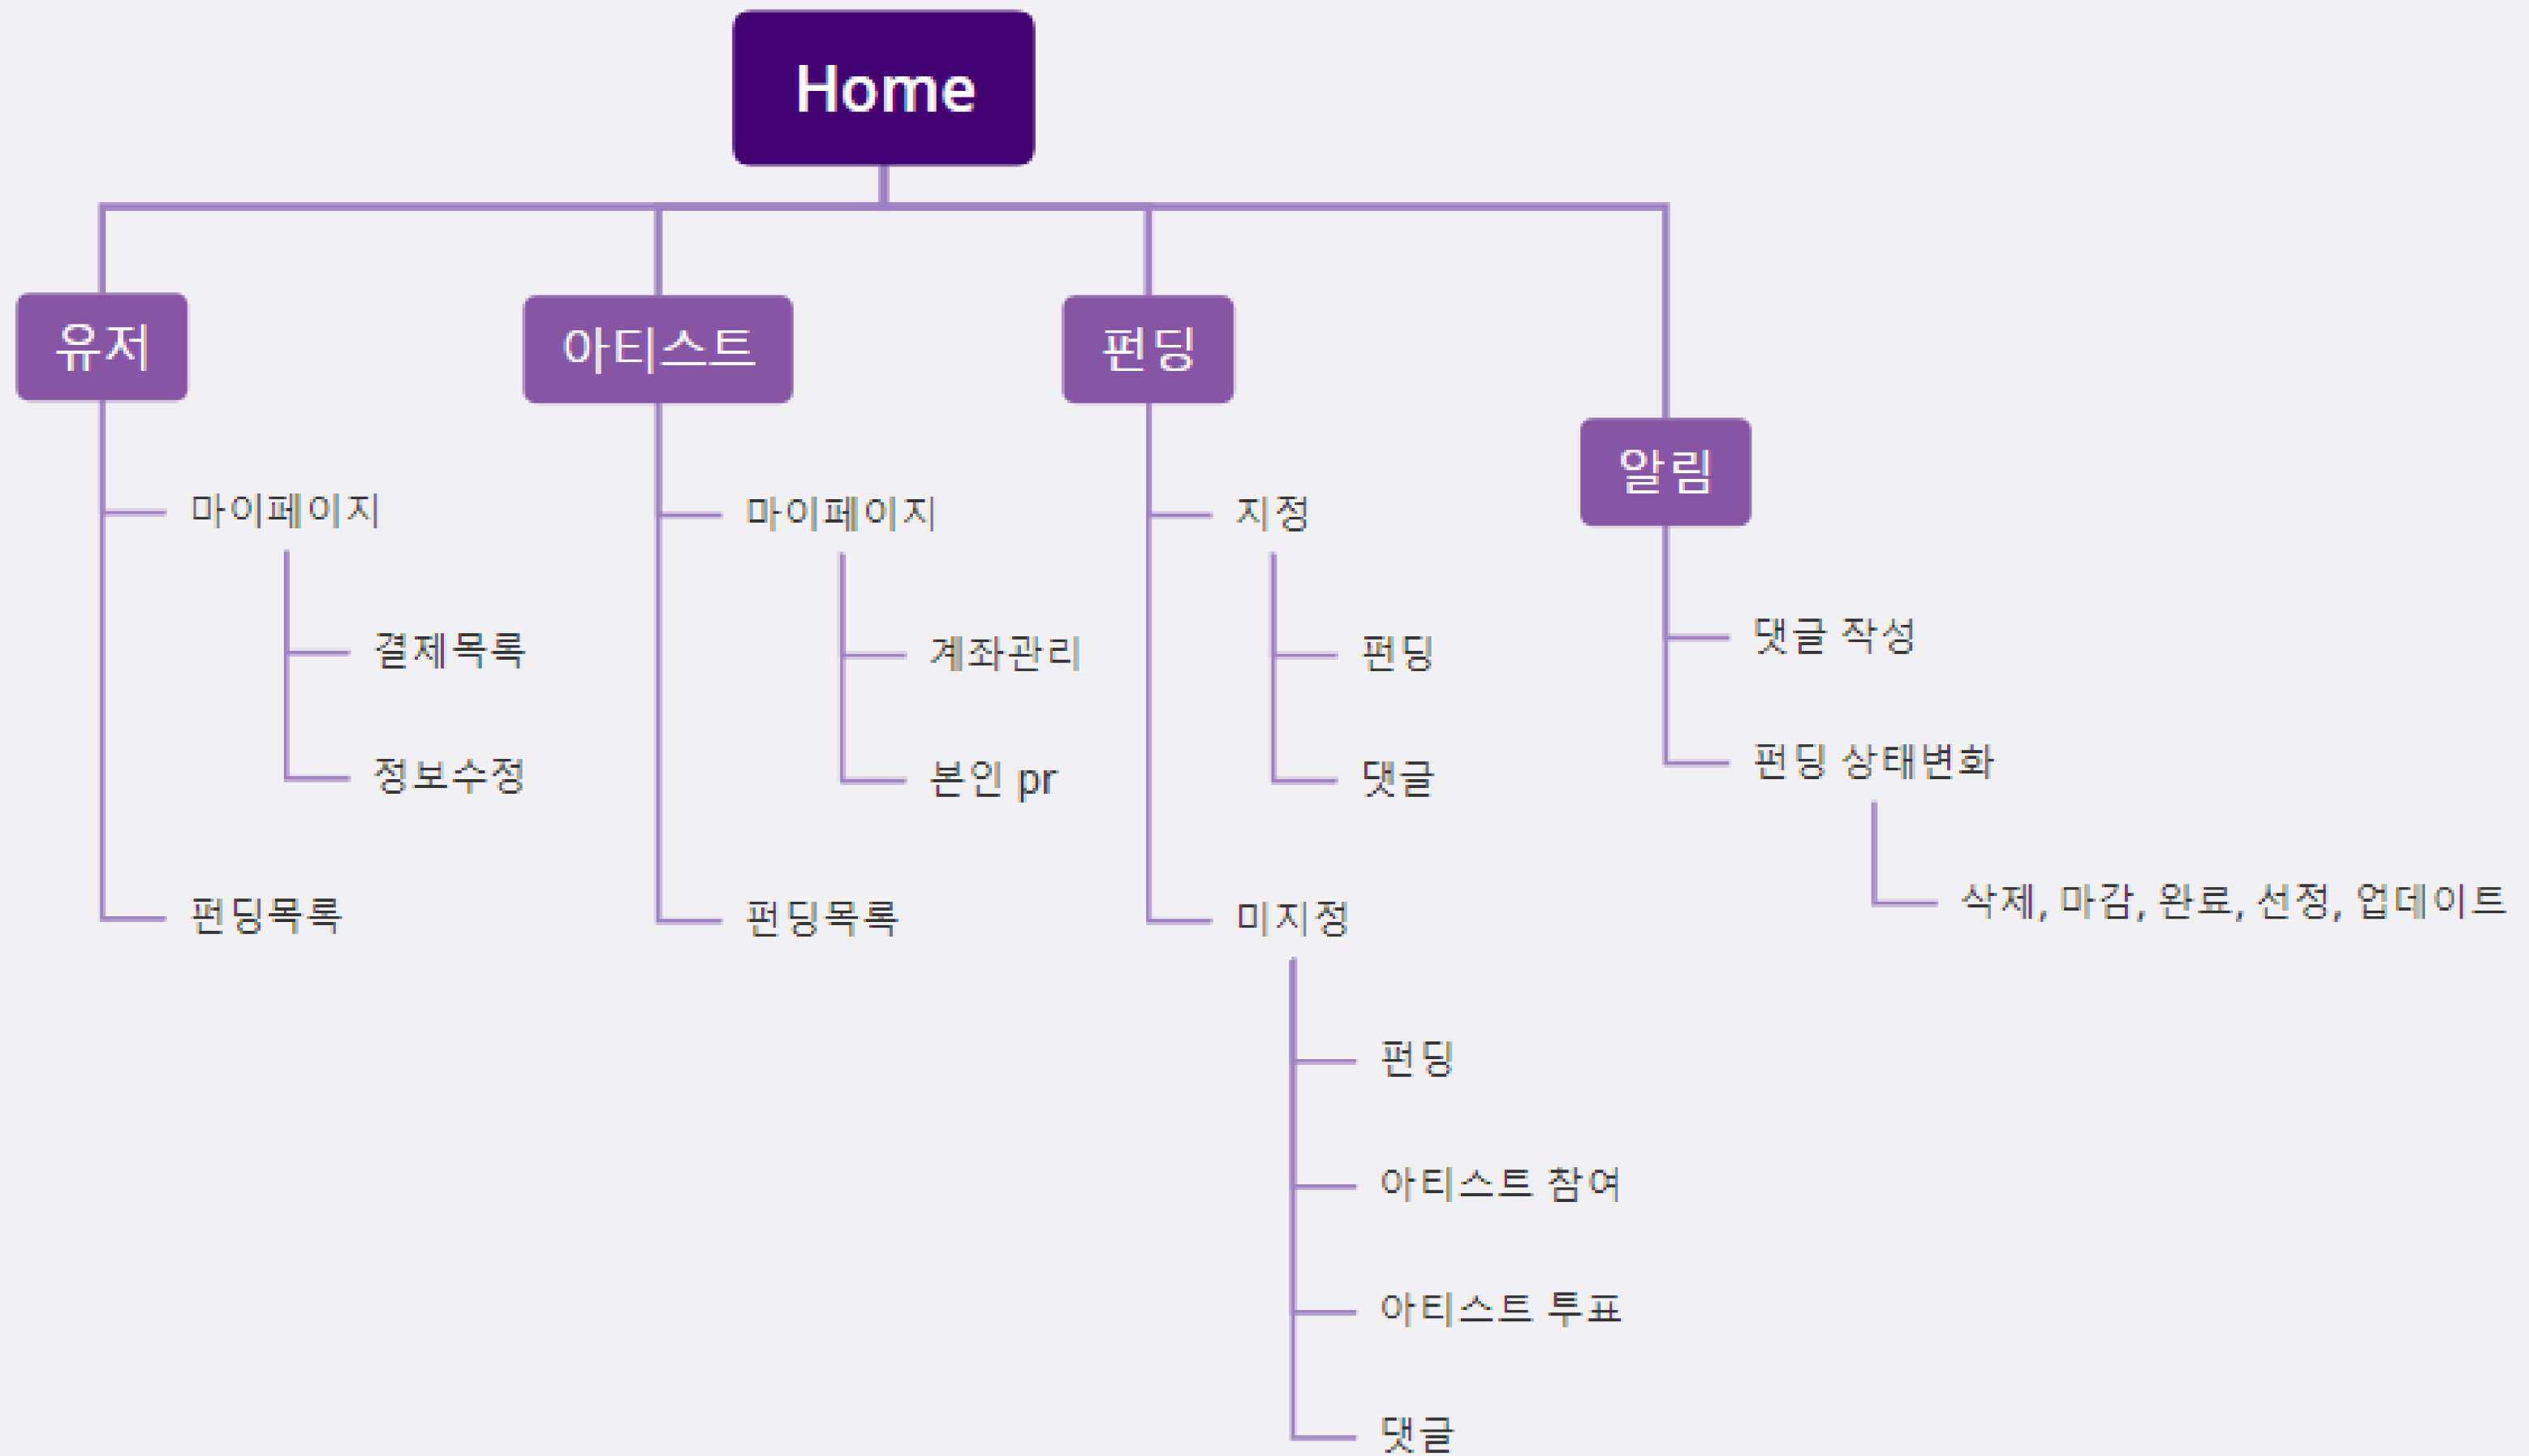 Home
유저
마이페이지
결제목록
정보수정
펀딩목록
아티스트
마이페이지
계좌관리
본인 pr
펀딩목록
펀딩
지정
펀딩
댓글
미지정
펀딩
아티스트 참여
아티스트 투표
댓글
알림
댓글 작성
펀딩 상태변화
삭제, 마감, 완료, 선정, 업데이트